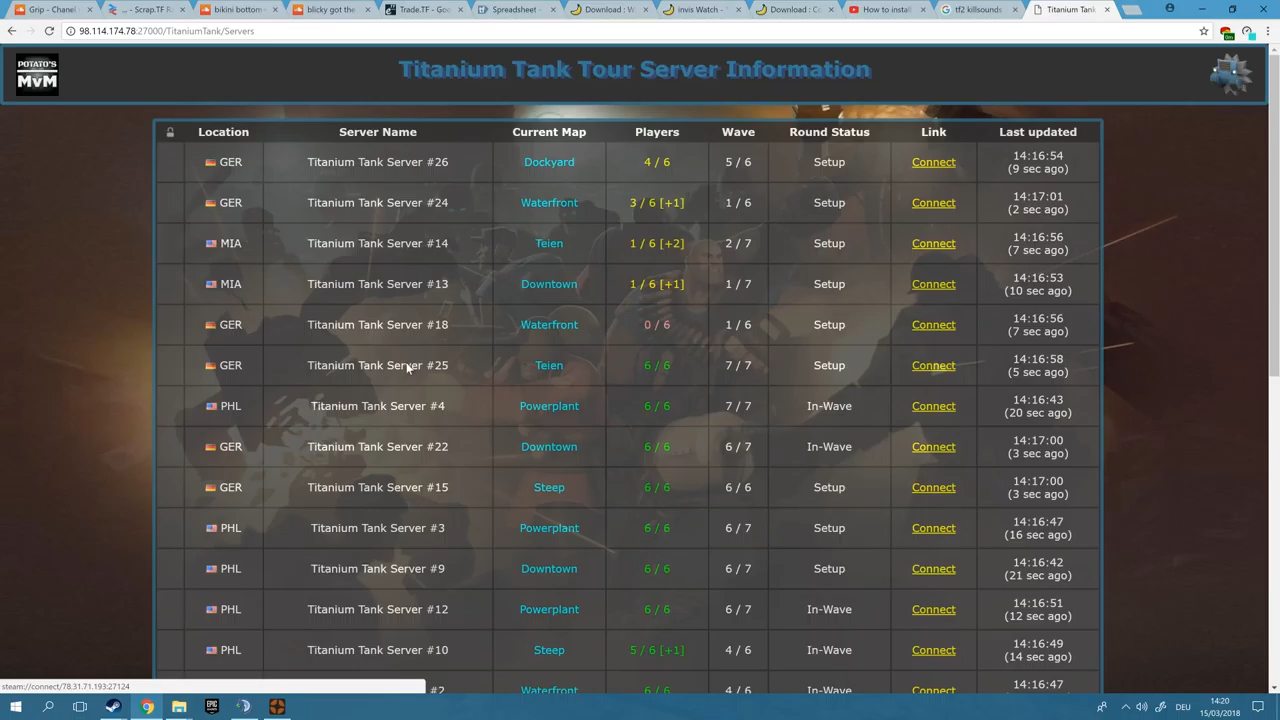 Grip - Chanel
.. - Scrap.TF R
bikini bottom
blicky got the
Trade.TF - Go
Spreadsheet -
Download : W
invis Watch -
Download : C
How to install
tf2 killsounds
Titanium Tank
98.114.174.78:27000/TitaniumTank/Servers
POTATO'S
MvM
Titanium Tank Tour Server Information
Location Server Name Current Map Players Wave Round Status Link Last updated
GER Titanium Tank Server #26 Dockyard 4 / 6 5 / 6 Setup Connect 14:16:54
(9 sec ago)
GER Titanium Tank Server #24 Waterfront 3 / 6 [+1] 1 / 6 Setup Connect 14:17:01
(2 sec ago)
MIA Titanium Tank Server #14 Teien 1 / 6 [+2] 2 / 7 Setup Connect 14:16:56
(7 sec ago)
MIA Titanium Tank Server #13 Downtown 1 / 6 [+1] 1 / 7 Setup Connect 14:16:53
(10 sec ago)
GER Titanium Tank Server #18 Waterfront 0 / 6 1 / 6 Setup Connect 14:16:56
(7 sec ago)
GER Titanium Tank Server #25 Teien 6 / 6 7 / 7 Setup Connect 14:16:58
(5 sec ago)
PHL Titanium Tank Server #4 Powerplant 6 / 6 7 / 7 In-Wave Connect 14:16:43
(20 sec ago)
GER Titanium Tank Server #22 Downtown 6 / 6 6 / 7 In-Wave Connect 14:17:00
(3 sec ago)
GER Titanium Tank Server #15 Steep 6 / 6 6 / 6 Setup Connect 14:17:00
(3 sec ago)
PHL Titanium Tank Server #3 Powerplant 6 / 6 6 / 7 Setup Connect 14:16:47
(16 sec ago)
PHL Titanium Tank Server #9 Downtown 6 / 6 6 / 7 Setup Connect 14:16:42
(21 sec ago)
PHL Titanium Tank Server #12 Powerplant 6 / 6 6 / 7 In-Wave Connect 14:16:51
(12 sec ago)
PHL Titanium Tank Server #10 Steep 5 / 6 [+1] 4 / 6 In-Wave Connect 14:16:49
(14 sec ago)
#2 Waterfront 6 / 6 4 / 6 In-Wave Connect 14:16:47
steam://connect/78.31.71.193:27124
EPIC
DEU
14:20
15/03/2018